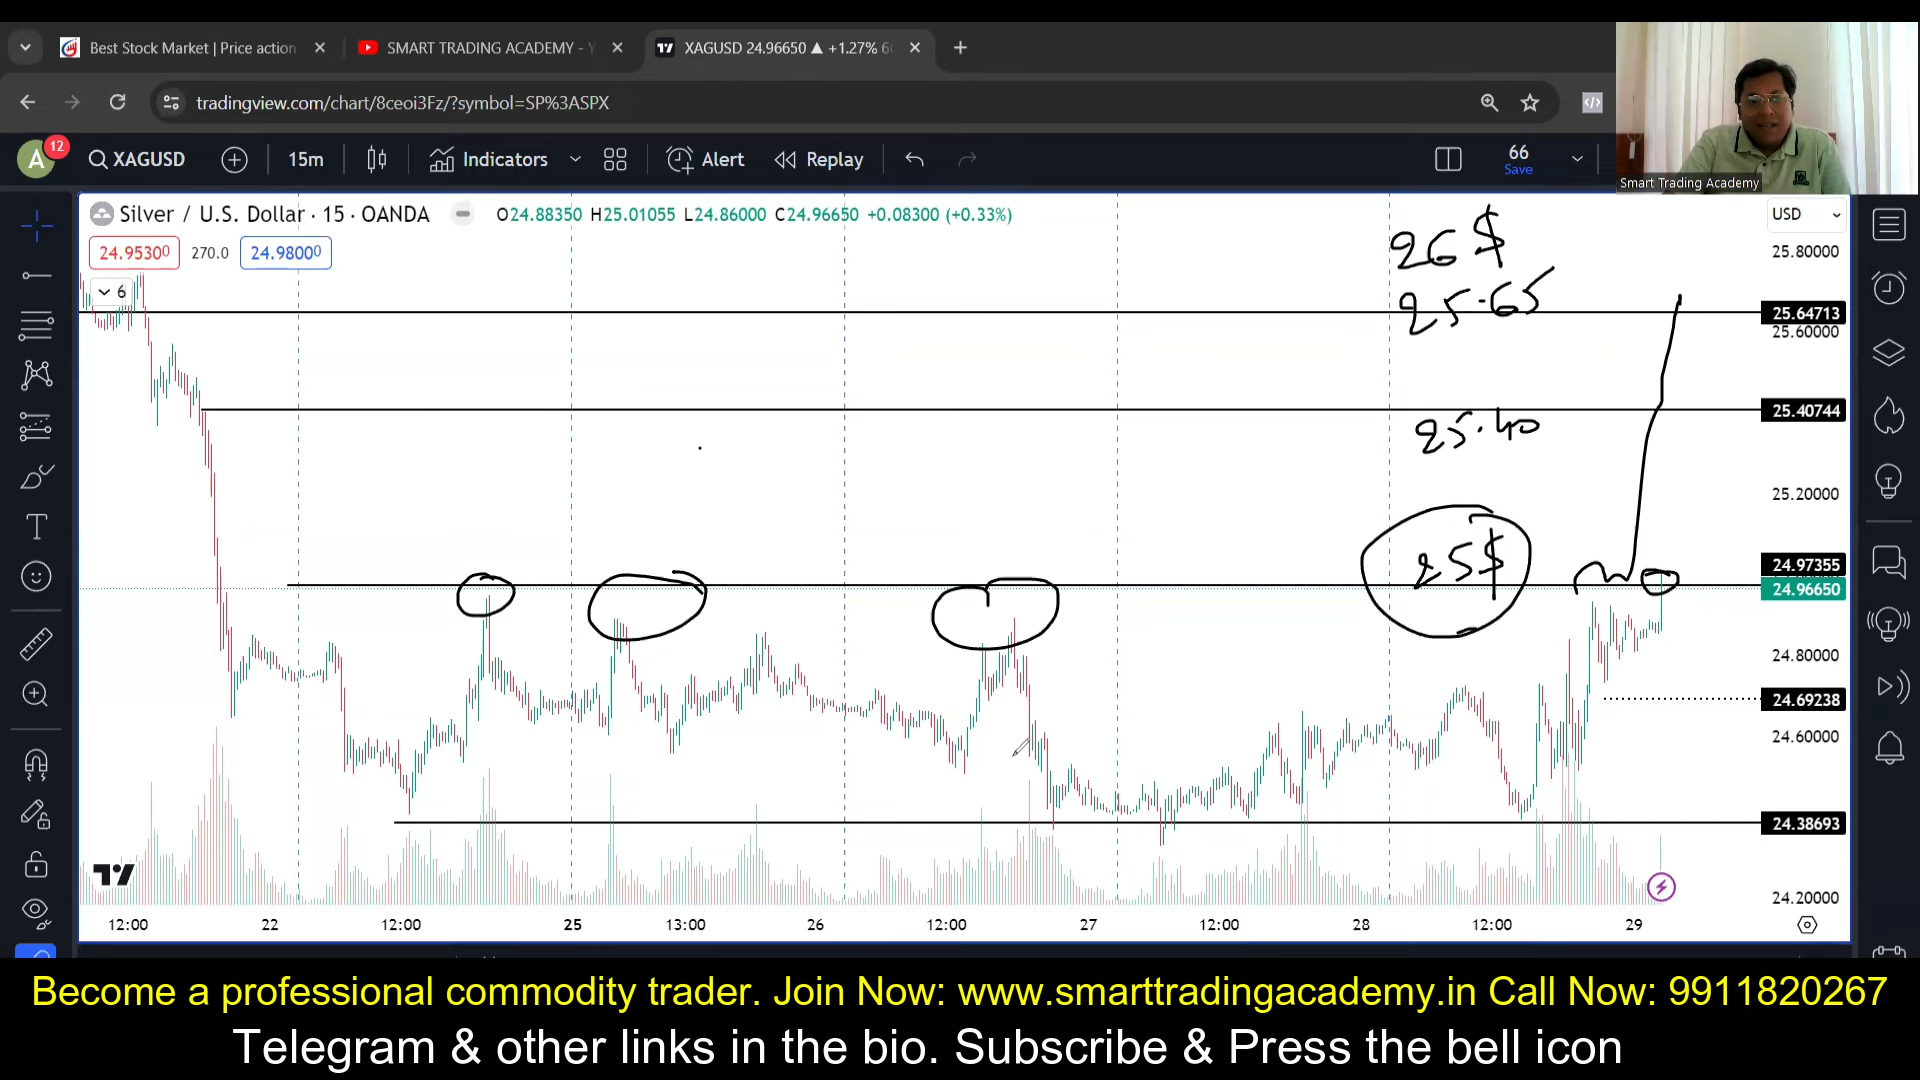 Best Stock Market | Price action
SMART TRADING ACADEMY - Y
XAGUSD 24.96650 ▲ +1.27% 6
tradingview.com/chart/8ceoi3Fz/?symbol=SP%3ASPX
A
12
XAGUSD
15m
Indicators
Alert
Replay
66
Save
Smart Trading Academy
Silver / U.S. Dollar · 15 · OANDA
O24.88350 H25.01055 L24.86000 C24.96650 +0.08300 (+0.33%)
USD
24.95300
270.0
24.98000
6
26 $
25.65
25.40
25 $
25.80000
25.64713
25.60000
25.40744
25.20000
24.97355
24.96650
24.80000
24.69238
24.60000
24.38693
24.20000
12:00 22 12:00 25 13:00 26 12:00 27 12:00 28 12:00 29
Become a professional commodity trader. Join Now: www.smarttradingacademy.in Call Now: 9911820267
Telegram & other links in the bio. Subscribe & Press the bell icon